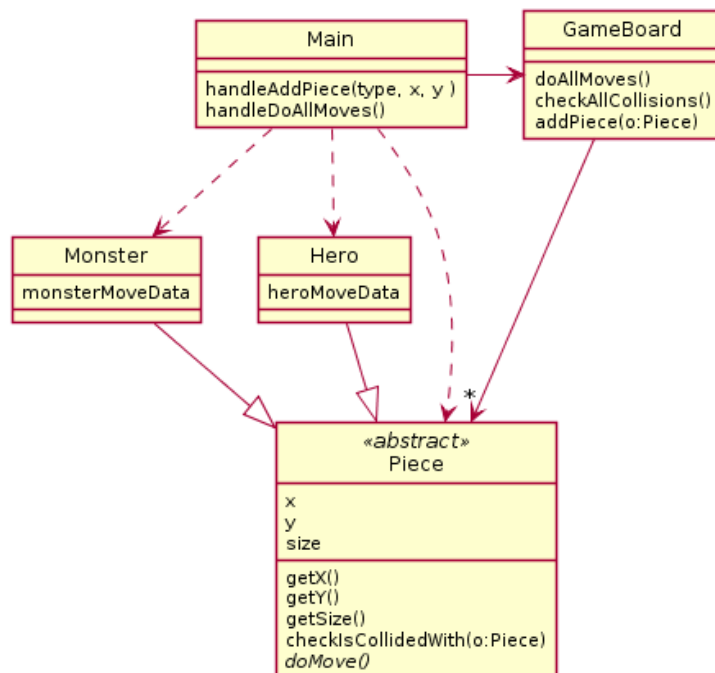 Main
handleAddPiece(type, x, y )
handleDoAllMoves()
GameBoard
doAllMoves()
checkAllCollisions()
addPiece(o:Piece)
Monster
monsterMoveData
Hero
heroMoveData
*
«abstract»
Piece
x
y
size
getX()
getY()
getSize()
checkIsCollidedWith(o:Piece)
doMove()